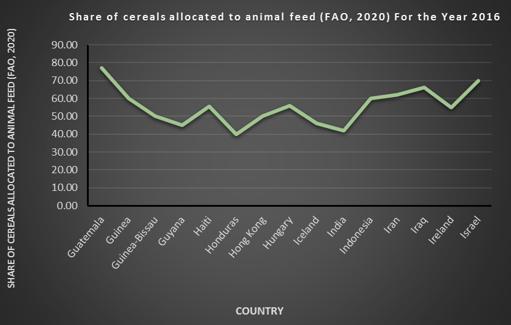 Share of cereals allocated to animal feed (FAO, 2020) For the Year 2016
SHARE OF CEREALS ALLOCATED TO ANIMAL FEED (FAO, 2020)
90.00
80.00
70.00
60.00
50.00
40.00
30.00
20.00
10.00
0.00
Guatemala
Guinea
Guinea-Bissau
Guyana
Haiti
Honduras
Hong Kong
Hungary
Iceland
India
Indonesia
Iran
Iraq
Ireland
Israel
COUNTRY